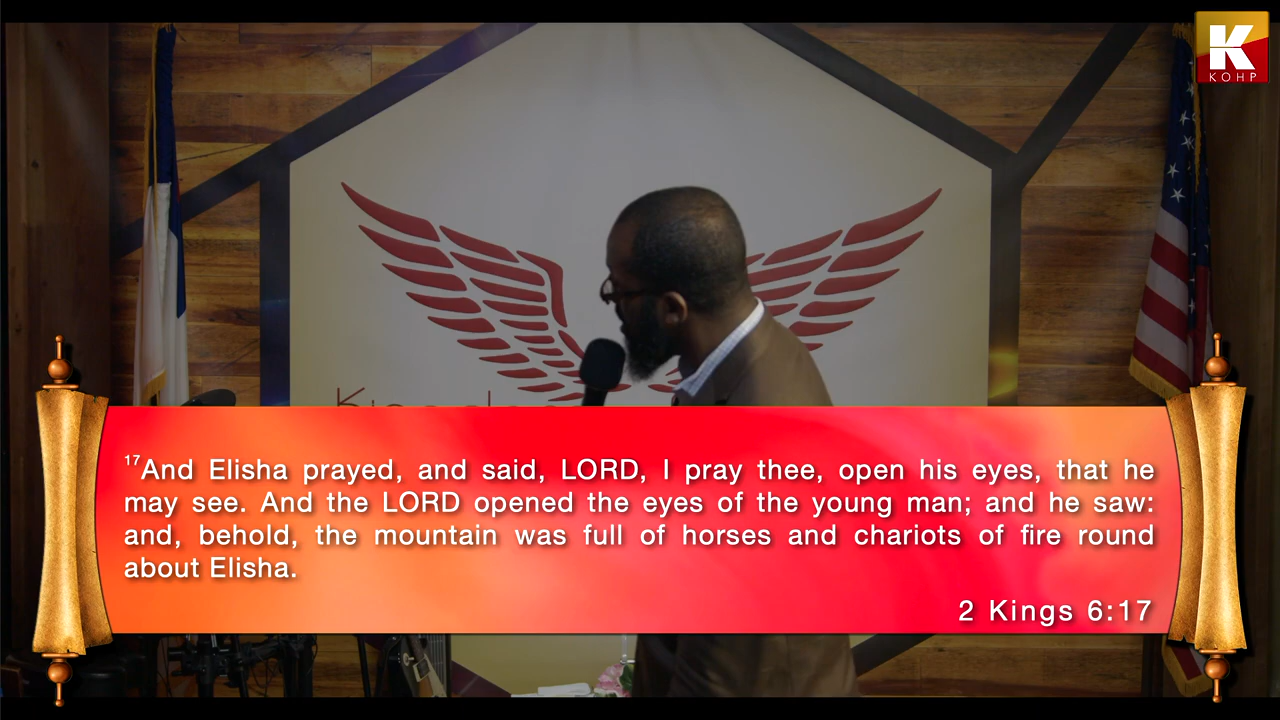 K
KOHP
17And Elisha prayed, and said, LORD, I pray thee, open his eyes, that he
may see. And the LORD opened the eyes of the young man; and he saw:
and, behold, the mountain was full of horses and chariots of fire round
about Elisha.
2 Kings 6:17